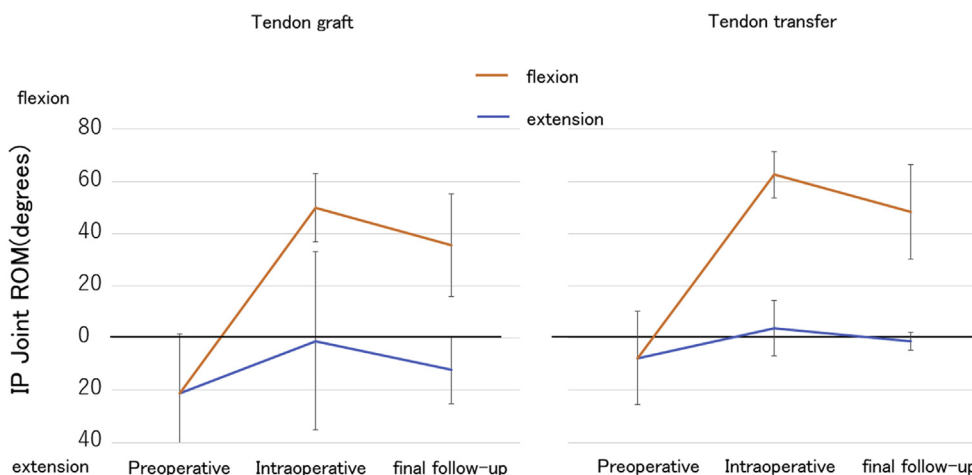 Tendon graft
Tendon transfer
flexion
extension
flexion
80
60
40
20
0
20
40
IP Joint ROM(degrees)
extension
Preoperative Intraoperative final follow-up
Preoperative Intraoperative final follow-up